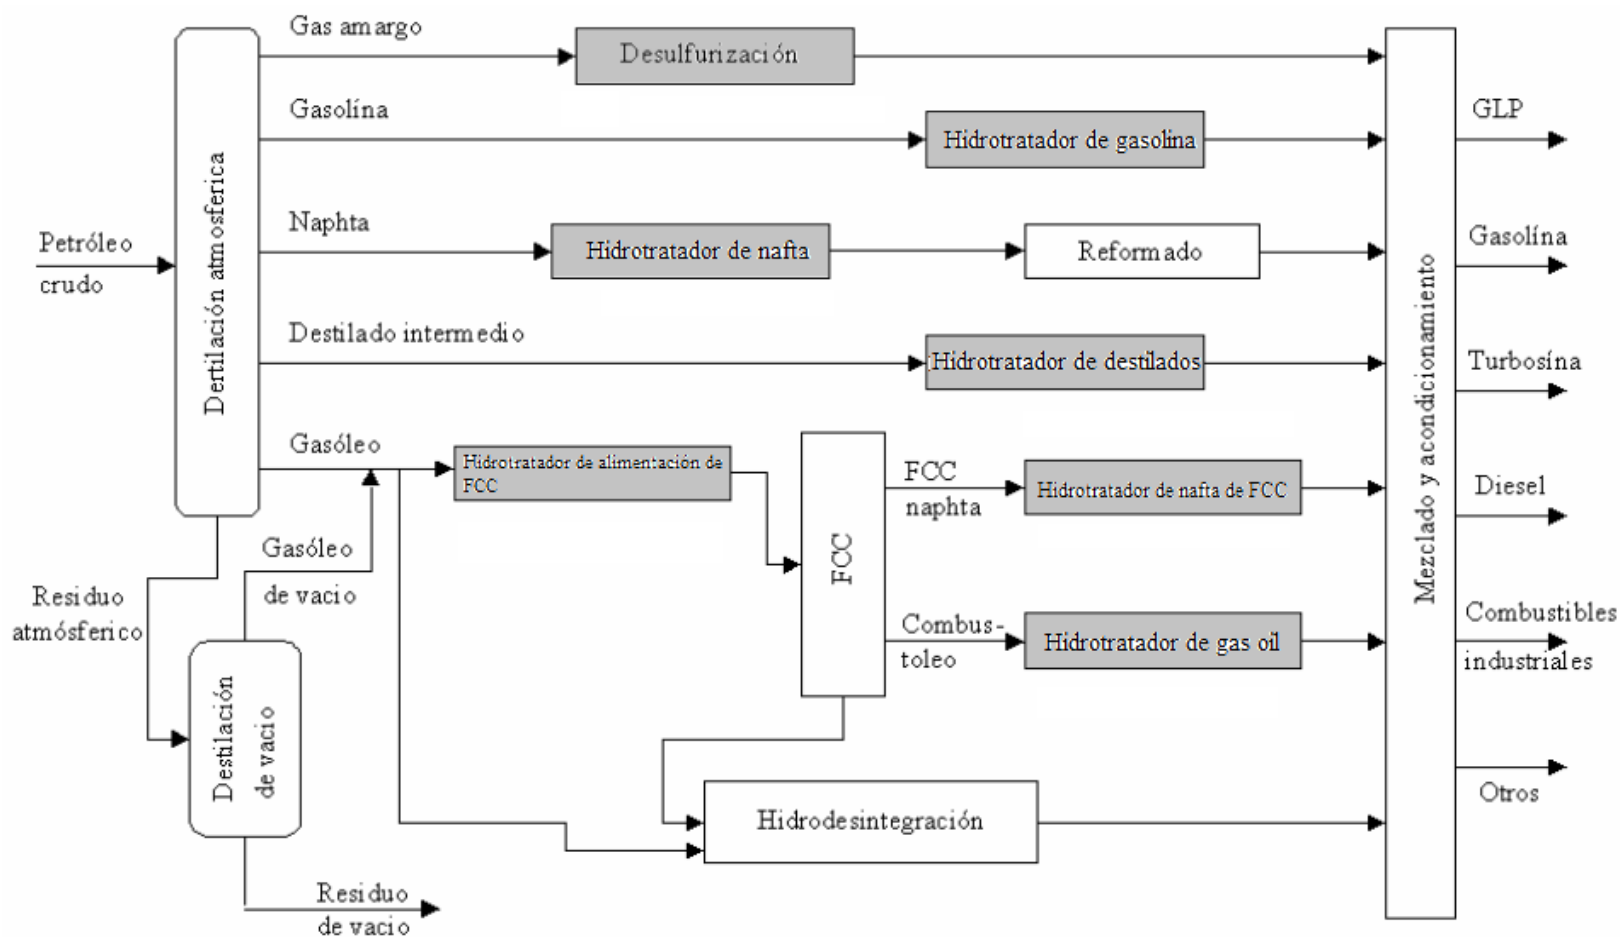 Gas amargo
Desulfurización
Gasolína
Hidrotratador de gasolina
GLP
Naphta
Hidrotratador de nafta
Reformado
Gasolína
Petróleo
crudo
Dertilación atmosferica
Destilado intermedio
Hidrotratador de destilados
Turbosína
Mezclado y acondicionamiento
Gasóleo
Hidrotratador de alimentación de
FCC
FCC
FCC
naphta
Hidrotratador de nafta de FCC
Diesel
Gasóleo
de vacio
Residuo
atmósferico
Combus-
toleo
Hidrotratador de gas oil
Combustibles
industriales
Destilación
de vacio
Hidrodesintegración
Otros
Residuo
de vacio